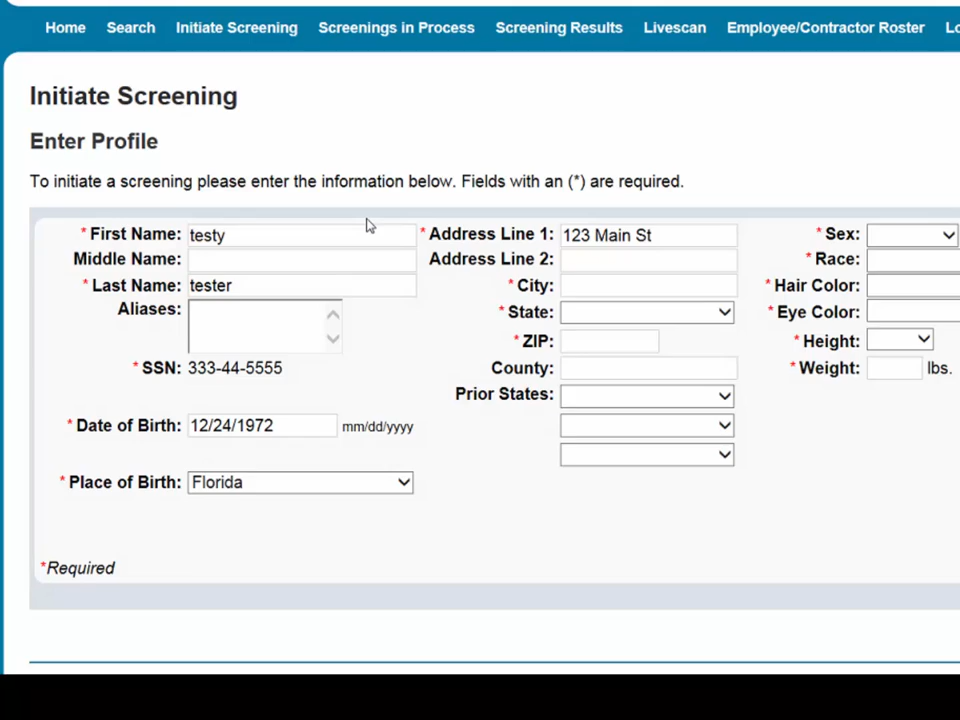 Home Search Initiate Screening Screenings in Process Screening Results Livescan Employee/Contractor Roster
Initiate Screening
Enter Profile
To initiate a screening please enter the information below. Fields with an (*) are required.
* First Name: testy * Address Line 1: 123 Main St * Sex:
Middle Name: Address Line 2: * Race:
* Last Name: tester * City: * Hair Color:
Aliases: * State: * Eye Color:
* ZIP: * Height:
* SSN: 333-44-5555 County: * Weight: lbs.
Prior States:
* Date of Birth: 12/24/1972 mm/dd/yyyy
* Place of Birth: Florida
*Required